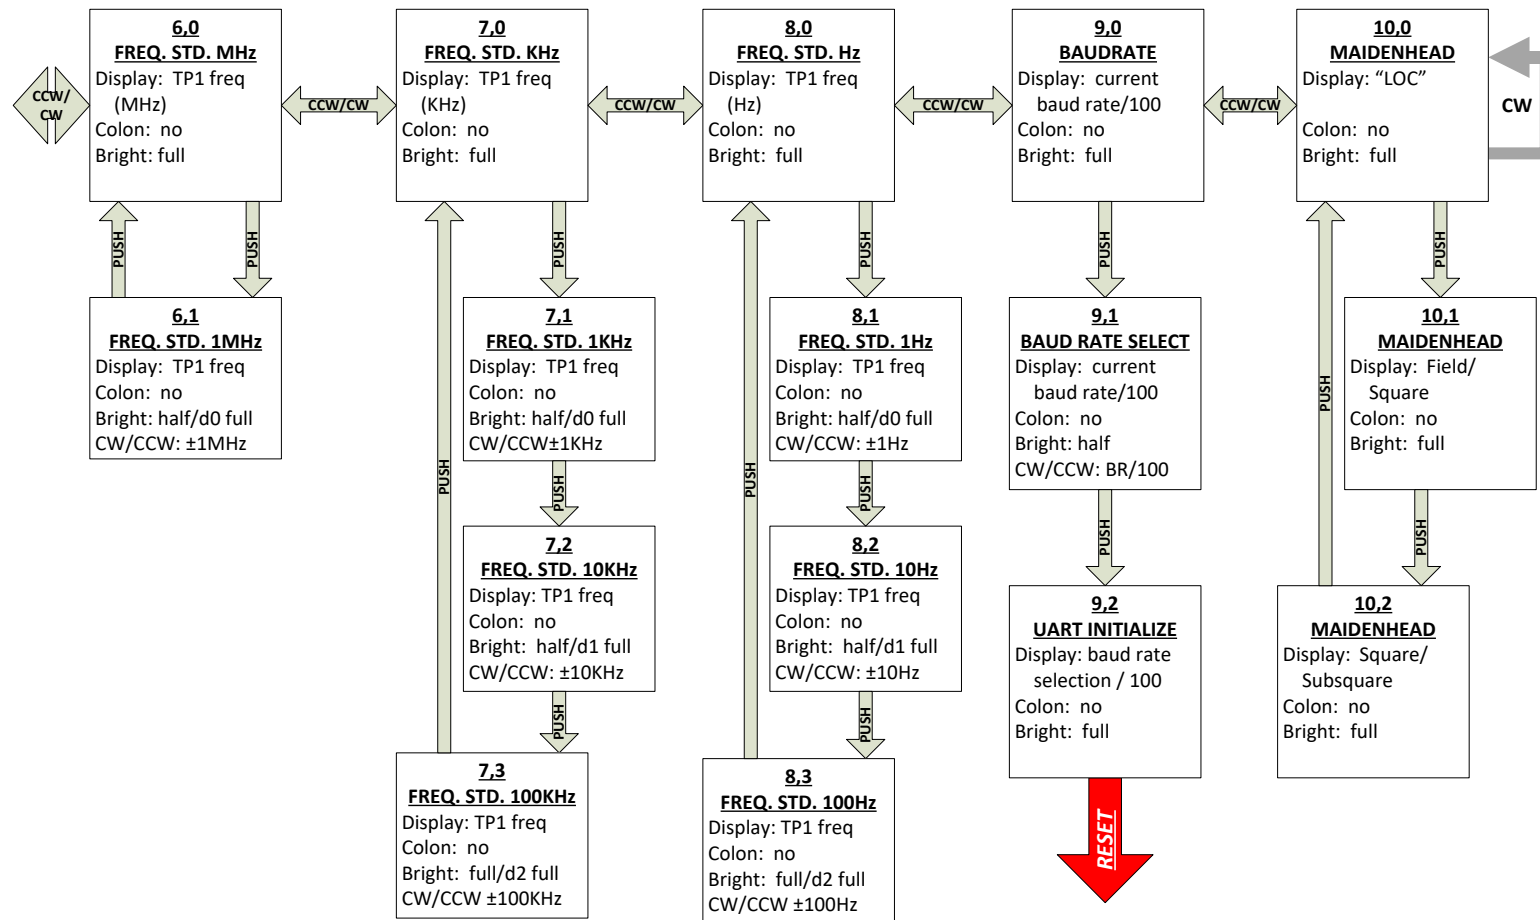 6,0
FREQ. STD. MHz
Display: TP1 freq
(MHz)
Colon: no
Bright: full
7,0
FREQ. STD. KHz
Display: TP1 freq
(KHz)
Colon: no
Bright: full
8,0
FREQ. STD. Hz
Display: TP1 freq
(Hz)
Colon: no
Bright: full
9,0
BAUDRATE
Display: current
baud rate/100
Colon: no
Bright: full
10,0
MAIDENHEAD
Display: “LOC”
Colon: no
Bright: full
CCW/
CW
CCW/CW
CCW/CW
CCW/CW
CCW/CW
CW
PUSH
PUSH
PUSH
PUSH
PUSH
PUSH
6,1
FREQ. STD. 1MHz
Display: TP1 freq
Colon: no
Bright: half/d0 full
CW/CCW: ±1MHz
7,1
FREQ. STD. 1KHz
Display: TP1 freq
Colon: no
Bright: half/d0 full
CW/CCW±1KHz
8,1
FREQ. STD. 1Hz
Display: TP1 freq
Colon: no
Bright: half/d0 full
CW/CCW: ±1Hz
9,1
BAUD RATE SELECT
Display: current
baud rate/100
Colon: no
Bright: half
CW/CCW: BR/100
10,1
MAIDENHEAD
Display: Field/
Square
Colon: no
Bright: full
PUSH
PUSH
PUSH
PUSH
PUSH
PUSH
PUSH
7,2
FREQ. STD. 10KHz
Display: TP1 freq
Colon: no
Bright: half/d1 full
CW/CCW: ±10KHz
8,2
FREQ. STD. 10Hz
Display: TP1 freq
Colon: no
Bright: half/d1 full
CW/CCW: ±10Hz
9,2
UART INITIALIZE
Display: baud rate
selection / 100
Colon: no
Bright: full
10,2
MAIDENHEAD
Display: Square/
Subsquare
Colon: no
Bright: full
PUSH
PUSH
7,3
FREQ. STD. 100KHz
Display: TP1 freq
Colon: no
Bright: full/d2 full
CW/CCW ±100KHz
8,3
FREQ. STD. 100Hz
Display: TP1 freq
Colon: no
Bright: full/d2 full
CW/CCW ±100Hz
RESET